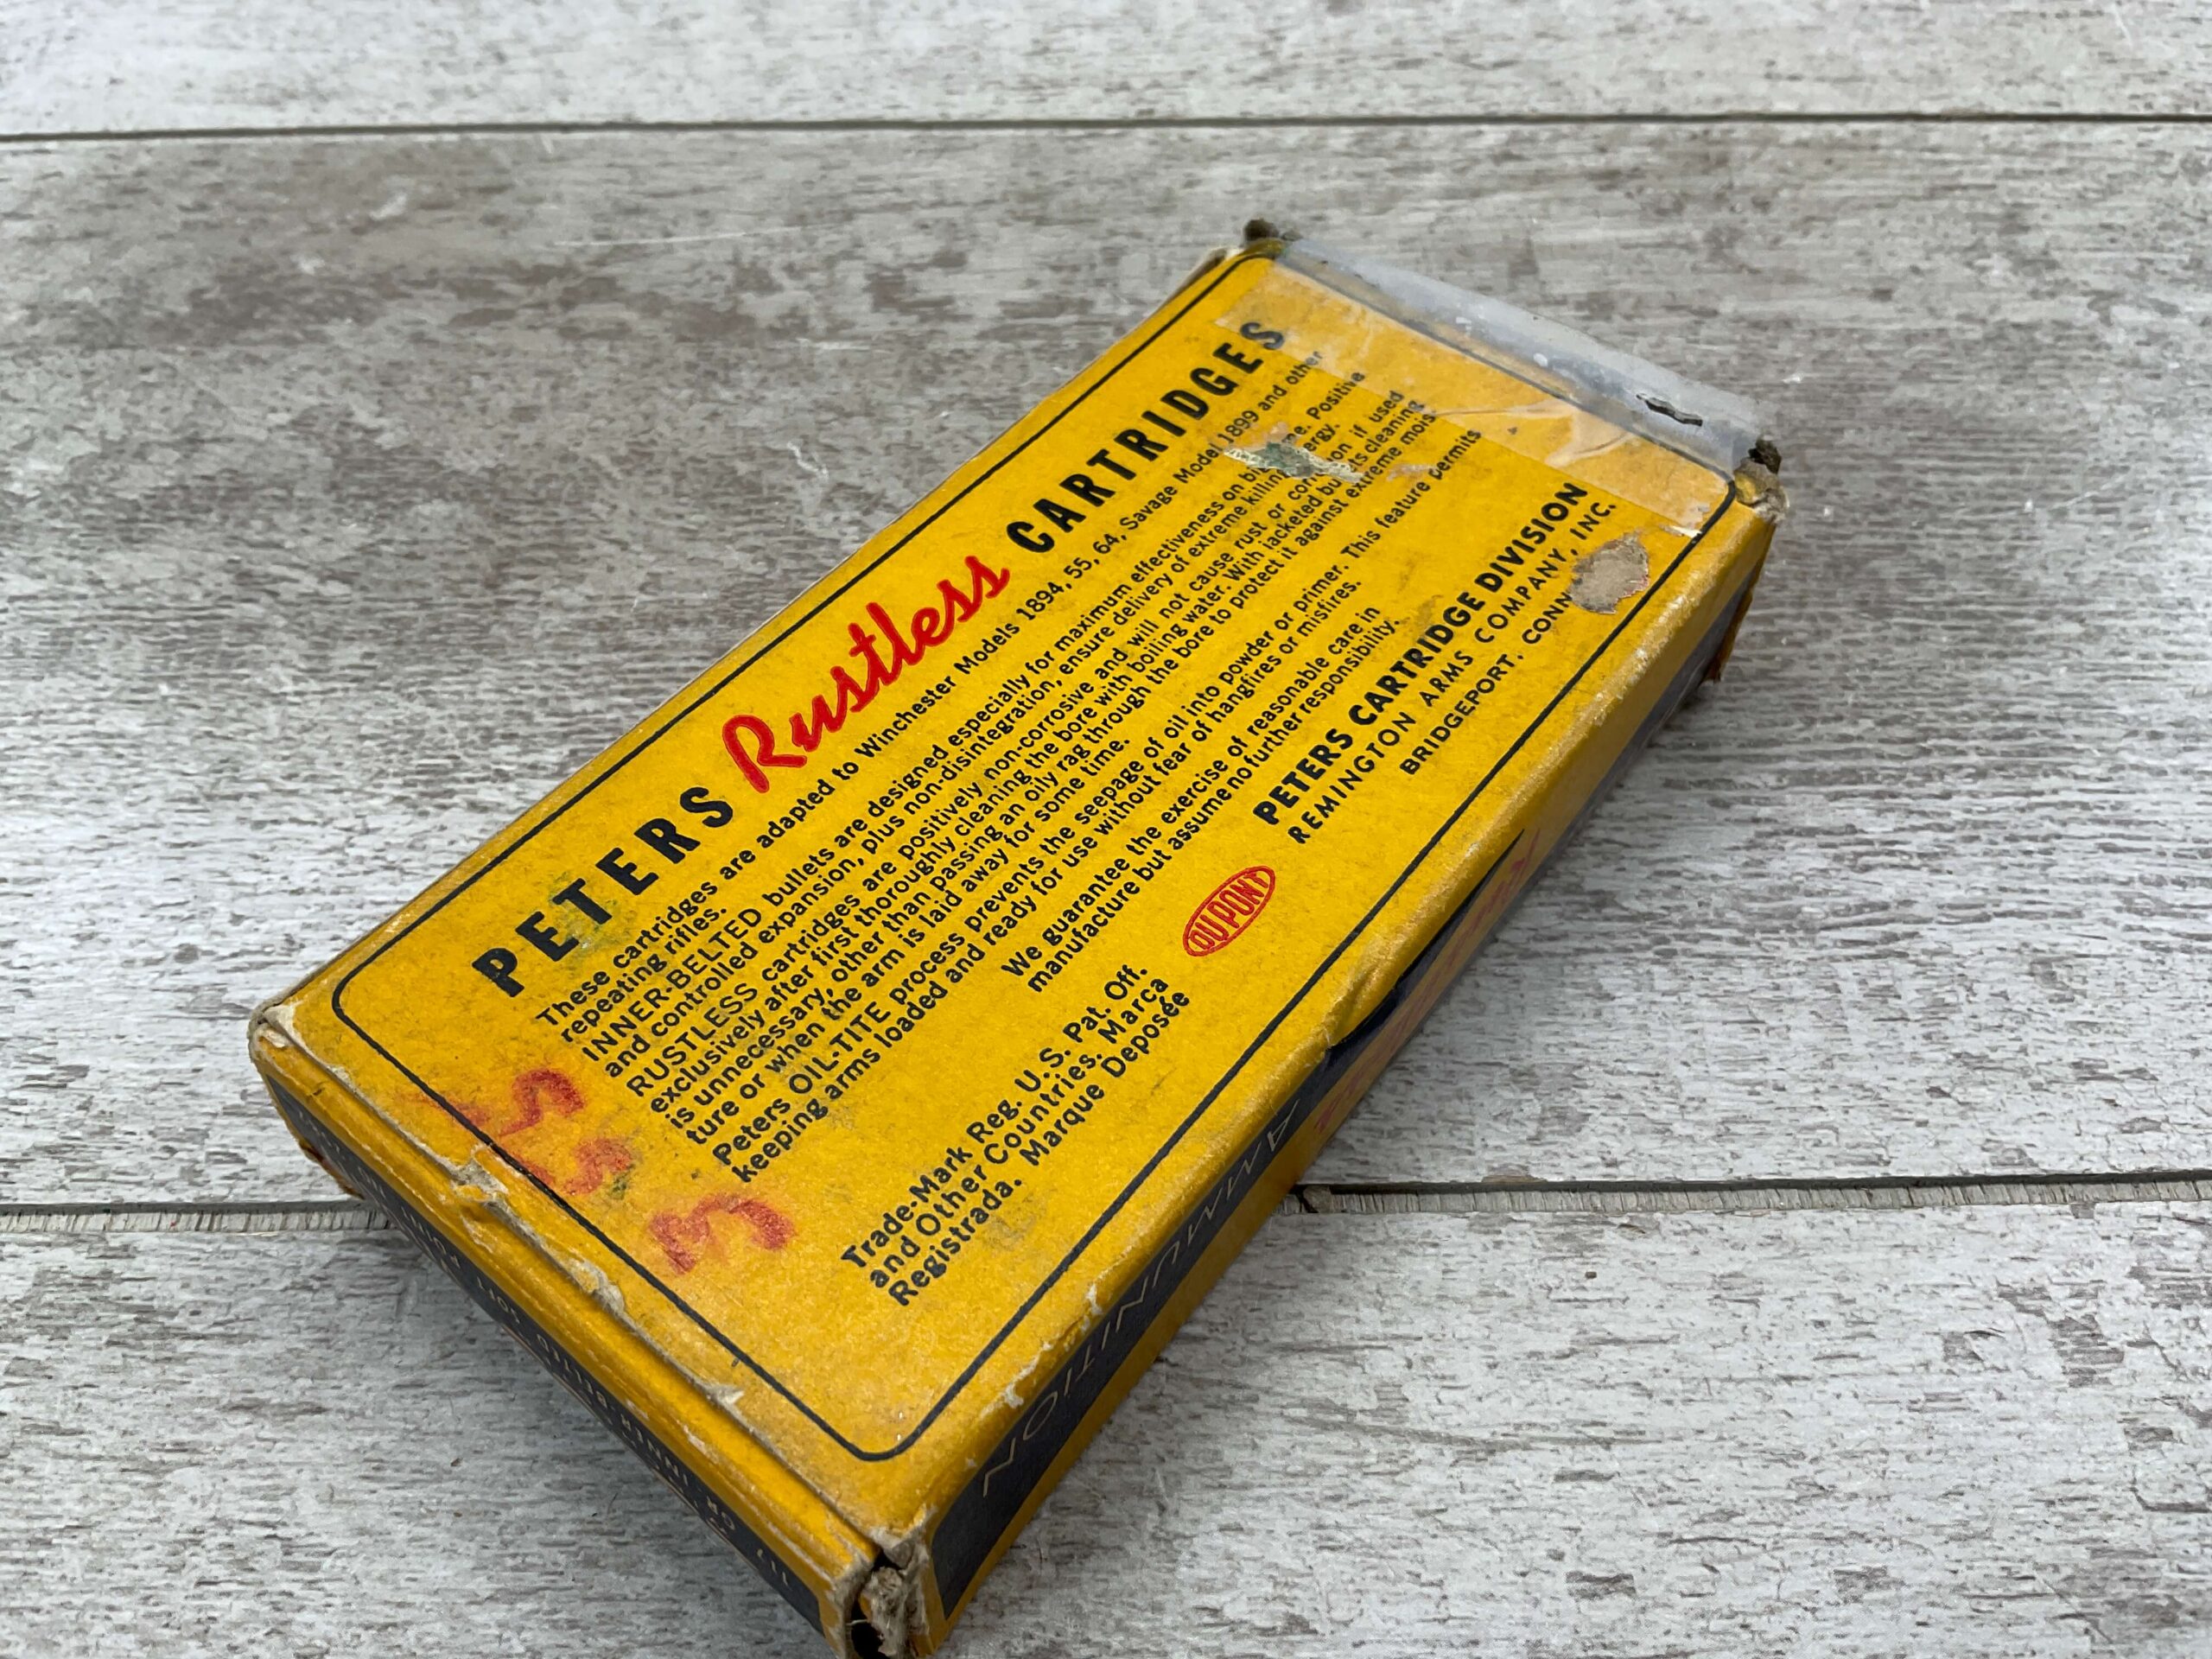 PETERS Rustless CARTRIDGES
These cartridges are adapted to Winchester Models 1894, 55, 64, Savage Model 1899 and other
repeating rifles.
INNER-BELTED bullets are designed especially for maximum effectiveness on Positive
and controlled expansion, plus non-disintegration, ensure delivery of extreme
RUSTLESS cartridges are positively non-corrosive and will not cause rust or if used
exclusively after first thoroughly cleaning the bore with boiling water. With jacketed cleaning
is unnecessary, other than passing an oily rag through the bore to protect it against extreme mois-
ture or when the arm is laid away for some time.
Peters OIL-TITE process prevents the seepage of oil into powder or primer. This feature permits
keeping arms loaded and ready for use without fear of hangfires or misfires.
We guarantee the exercise of reasonable care in
manufacture but assume no further responsibility.
Trade-Mark Reg. U.S. Pat. Off.
and Other Countries. Marca
Registrada. Marque Deposée
DU PONT
PETERS CARTRIDGE DIVISION
REMINGTON ARMS COMPANY, INC.
BRIDGEPORT, CONN
AMMUNITION